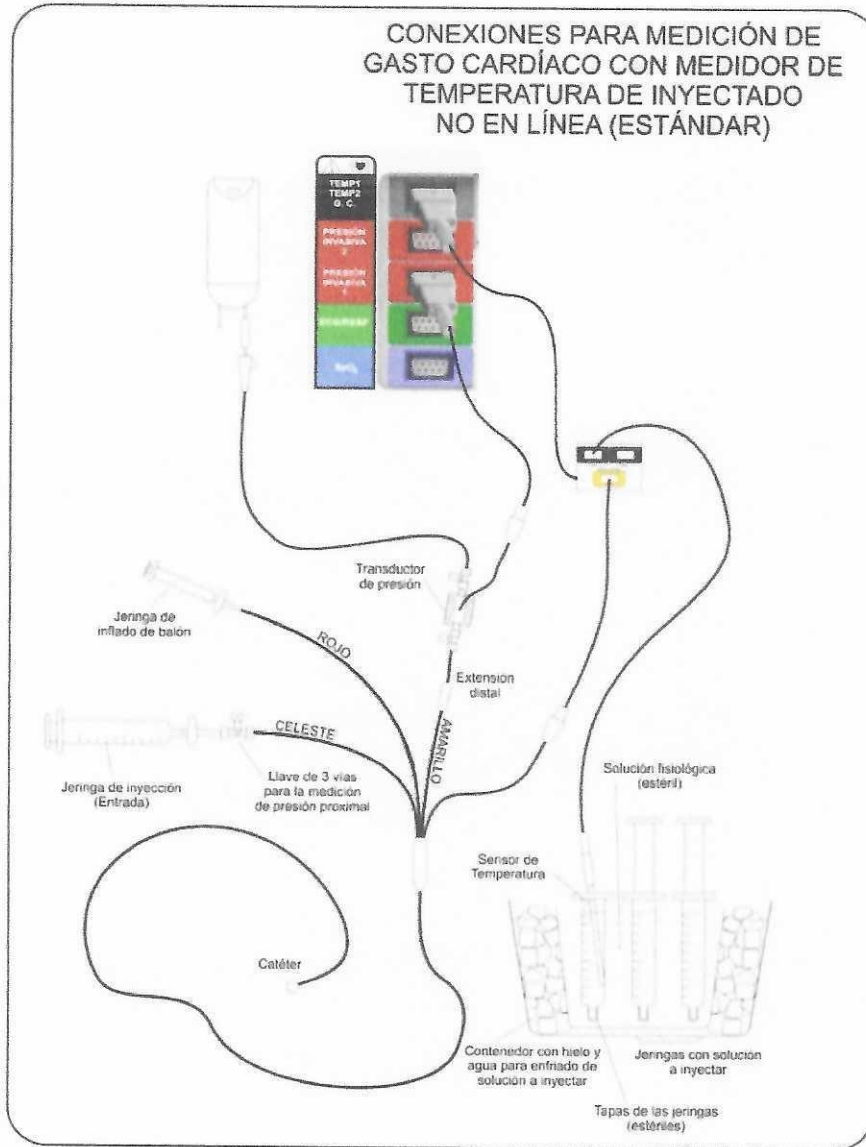 CONEXIONES PARA MEDICIÓN DE
GASTO CARDÍACO CON MEDIDOR DE
TEMPERATURA DE INYECTADO
NO EN LÍNEA (ESTÁNDAR)
TEMP1
TEMP2
G. C.
PRESIÓN
INVASIVA
2
PRESIÓN
INVASIVA
1
Transductor
de presión
Jeringa de
inflado de balón
ROJO
Extensión
distal
AMARILLO
CELESTE
Jeringa de inyección
(Entrada)
Llave de 3 vías
para la medición
de presión proximal
Solución fisiológica
(estéril)
Sensor de
Temperatura
Catéter
Contenedor con hielo y
agua para enfriado de
solución a inyectar
Jeringas con solución
a inyectar
Tapas de las jeringas
(estériles)